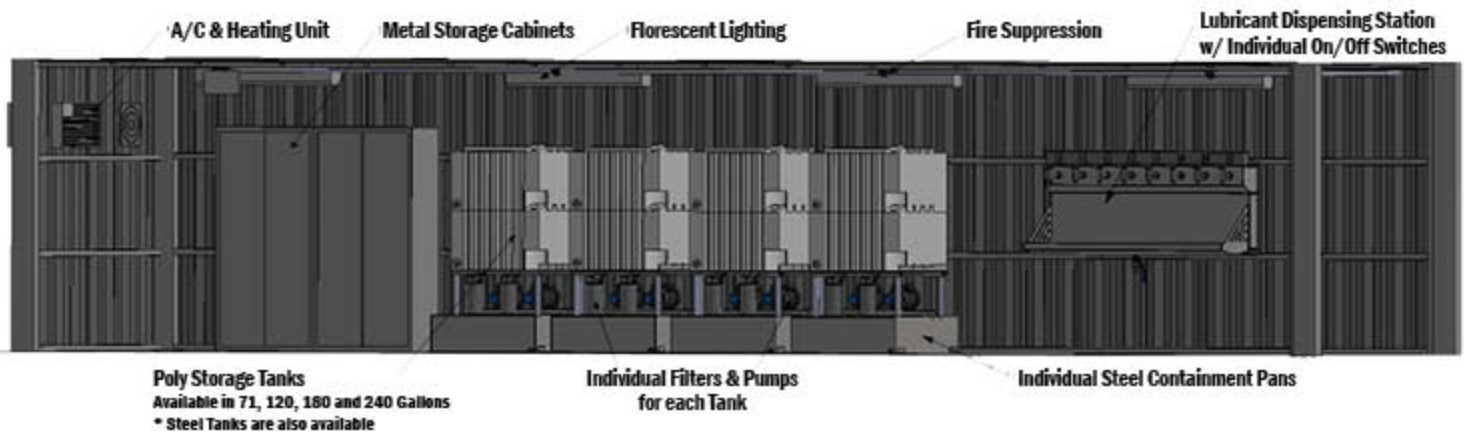 A/C & Heating Unit
Metal Storage Cabinets
Florescent Lighting
Fire Suppression
Lubricant Dispensing Station
w/ Individual On/Off Switches
Poly Storage Tanks
Available in 71, 120, 180 and 240 Gallons
* Steel Tanks are also available
Individual Filters & Pumps
for each Tank
Individual Steel Containment Pans